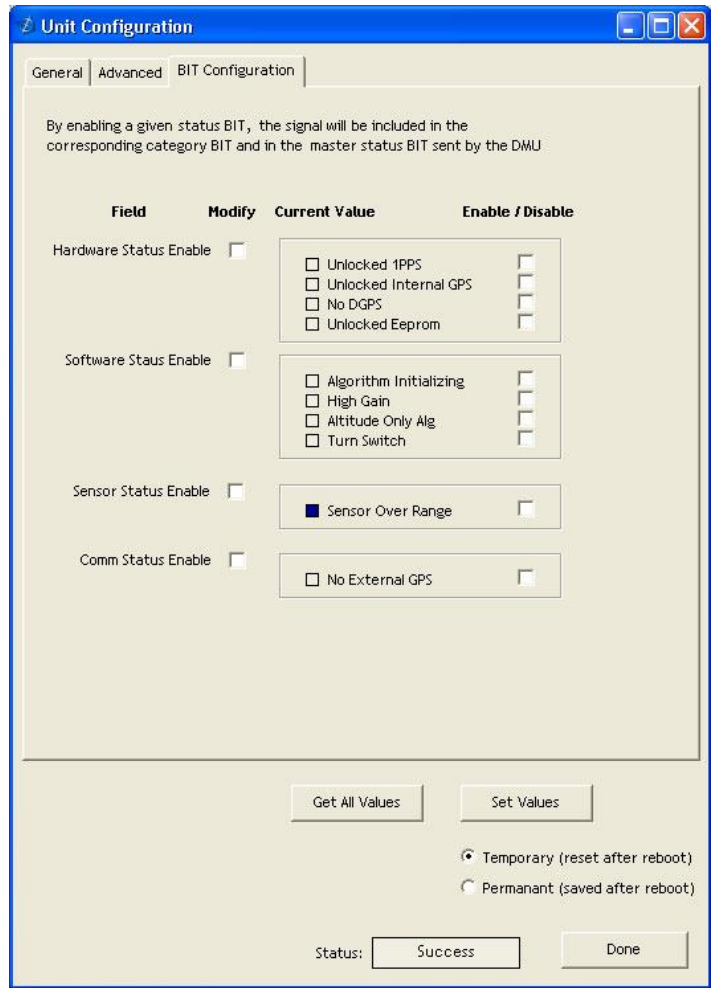 Unit Configuration
General Advanced BIT Configuration
By enabling a given status BIT, the signal will be included in the
corresponding category BIT and in the master status BIT sent by the DMU
Field Modify Current Value Enable / Disable
Hardware Status Enable
Unlocked 1PPS
Unlocked Internal GPS
No DGPS
Unlocked Eeprom
Software Staus Enable
Algorithm Initializing
High Gain
Altitude Only Alg
Turn Switch
Sensor Status Enable
Sensor Over Range
Comm Status Enable
No External GPS
Get All Values Set Values
Temporary (reset after reboot)
Permanant (saved after reboot)
Status: Success Done